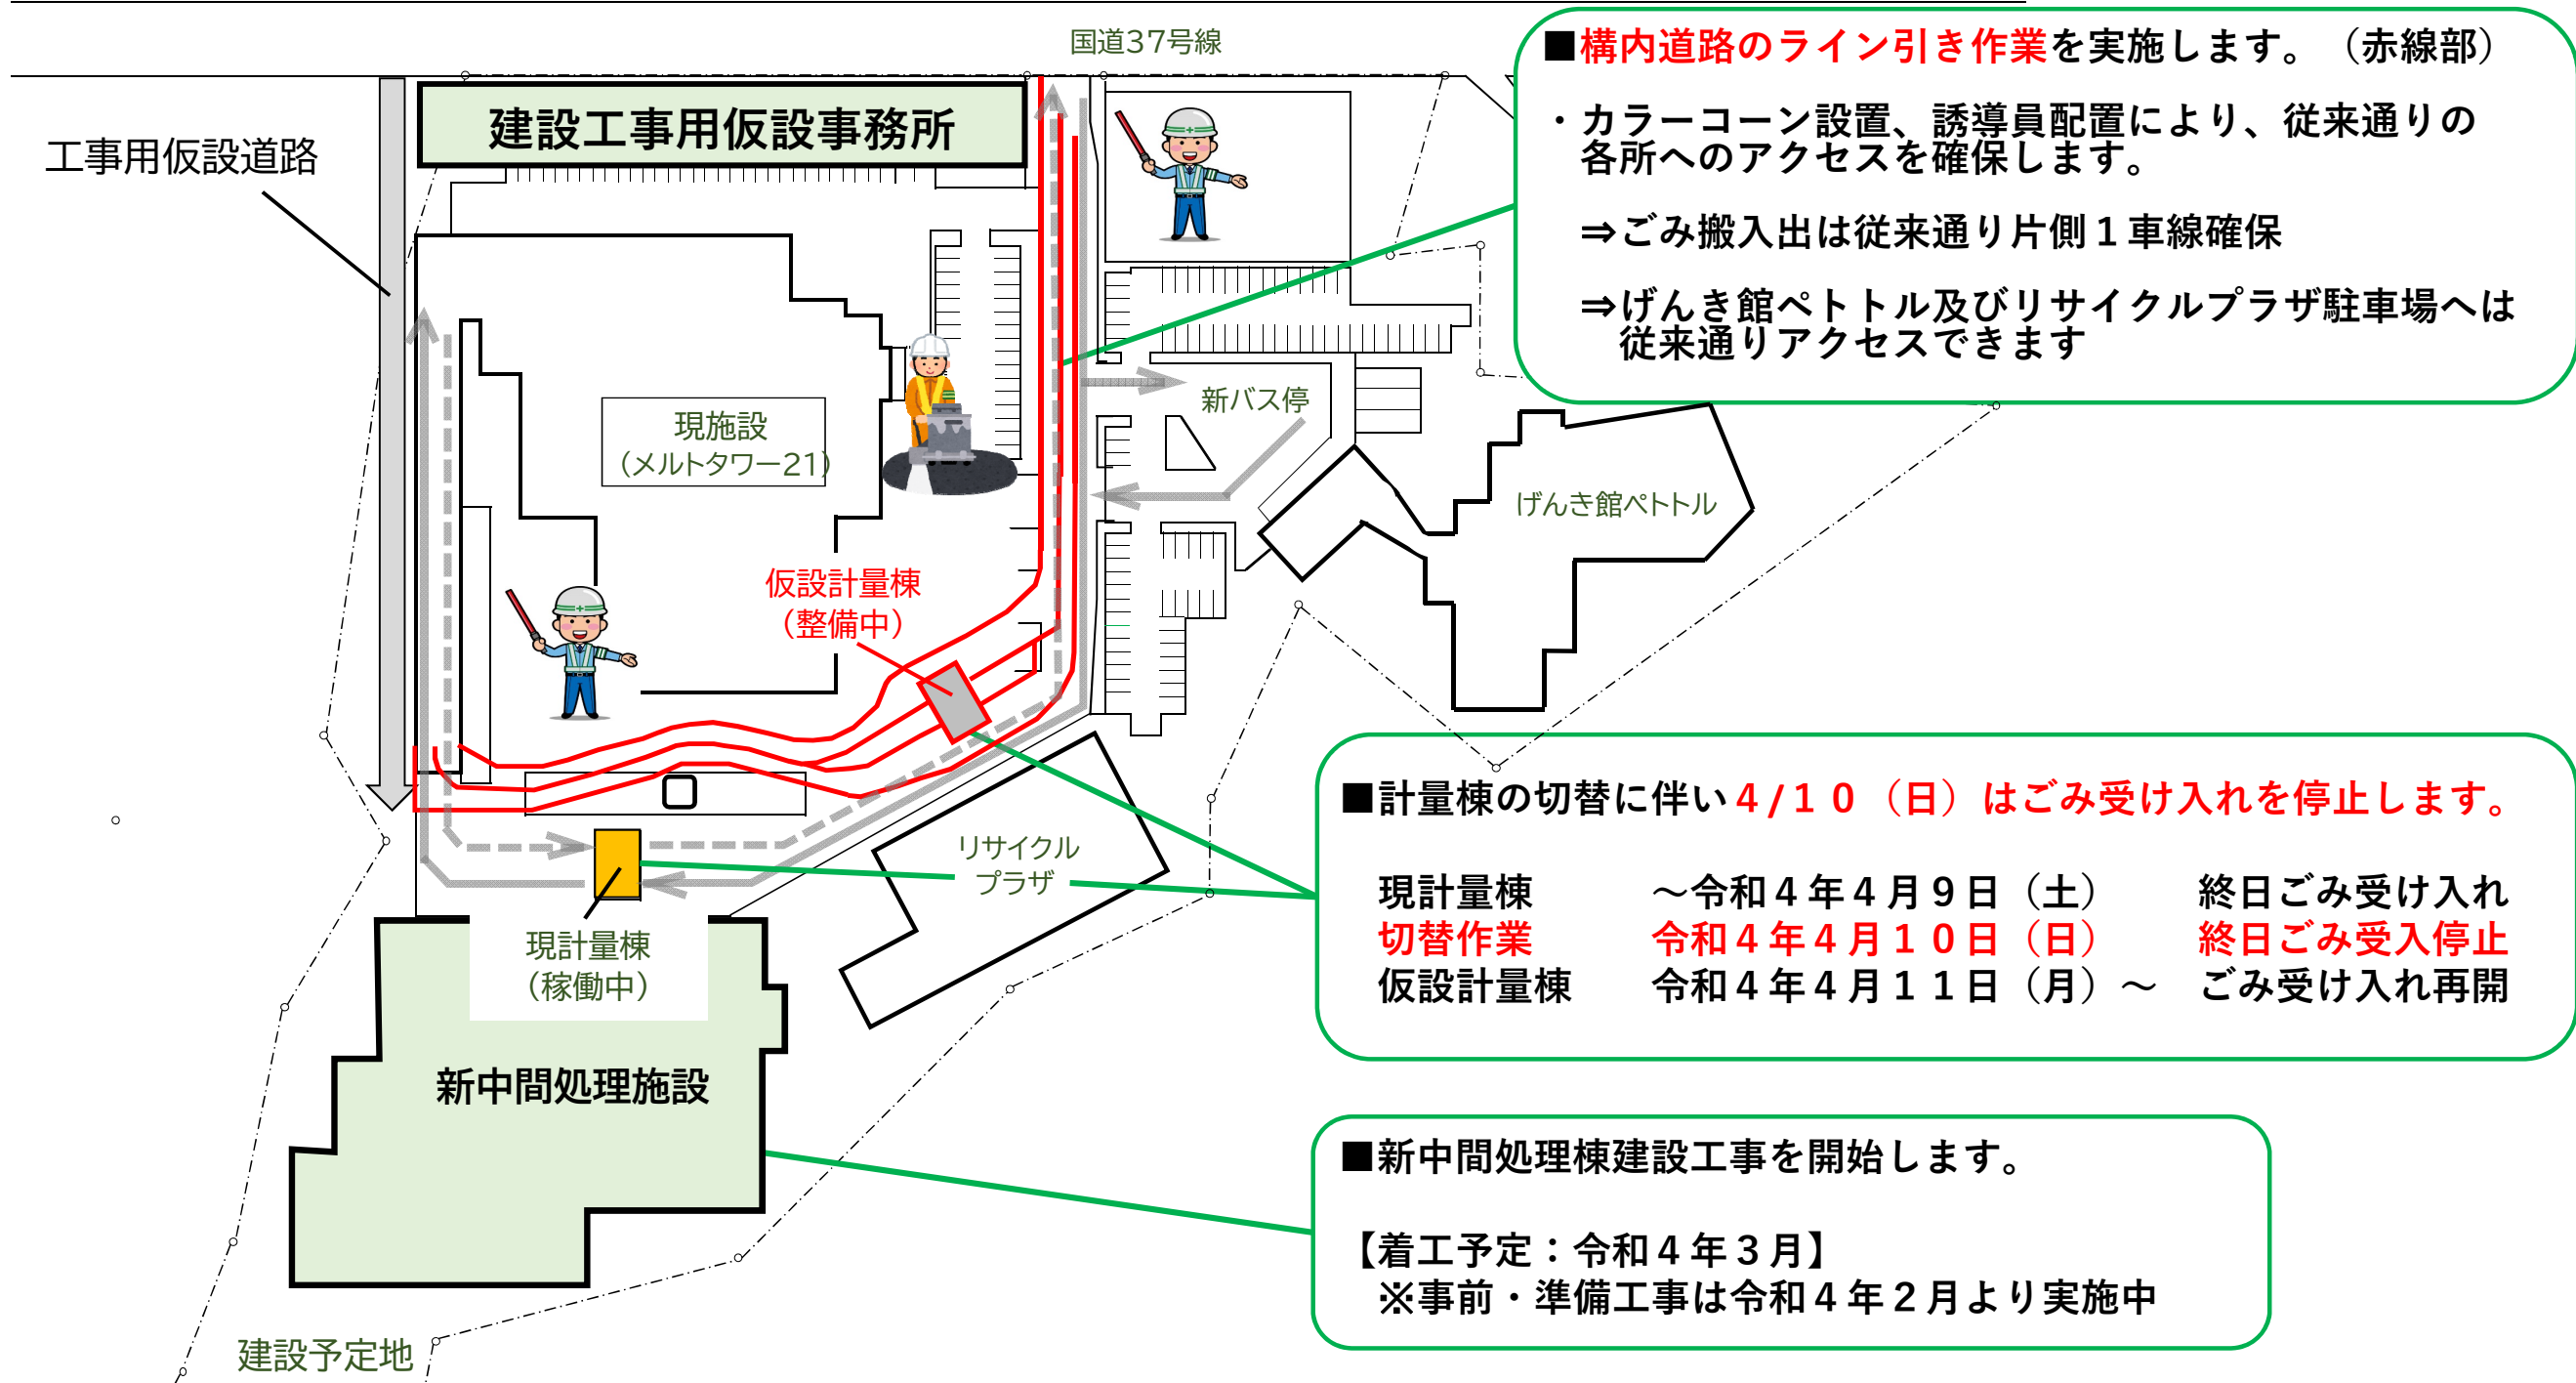 国道37号線
建設工事用仮設事務所
工事用仮設道路
現施設
（メルトタワー21）
新バス停
げんき館ペトトル
仮設計量棟
（整備中）
リサイクル
プラザ
現計量棟
（稼働中）
新中間処理施設
建設予定地
■構内道路のライン引き作業を実施します。（赤線部）
・カラーコーン設置、誘導員配置により、従来通りの
各所へのアクセスを確保します。
⇒ごみ搬入出は従来通り片側１車線確保
⇒げんき館ペトトル及びリサイクルプラザ駐車場へは
従来通りアクセスできます
■計量棟の切替に伴い４/１０（日）はごみ受け入れを停止します。
現計量棟 ～令和４年４月９日（土） 終日ごみ受け入れ
切替作業 令和４年４月１０日（日） 終日ごみ受入停止
仮設計量棟 令和４年４月１１日（月）～ ごみ受け入れ再開
■新中間処理棟建設工事を開始します。
【着工予定：令和４年３月】
※事前・準備工事は令和４年２月より実施中